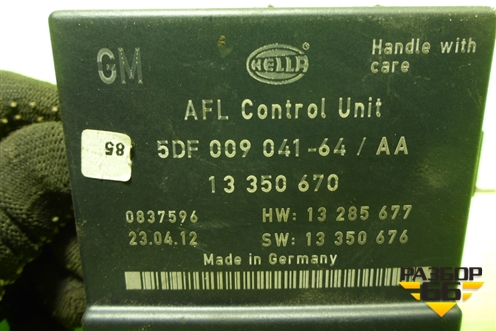 GM
HELLA
Handle with
care
AFL Control Unit
85
5DF 009 041-64 / AA
13 350 670
0837596
HW: 13 285 677
23.04.12
SW: 13 350 676
Made in Germany
РАЗБОР
66